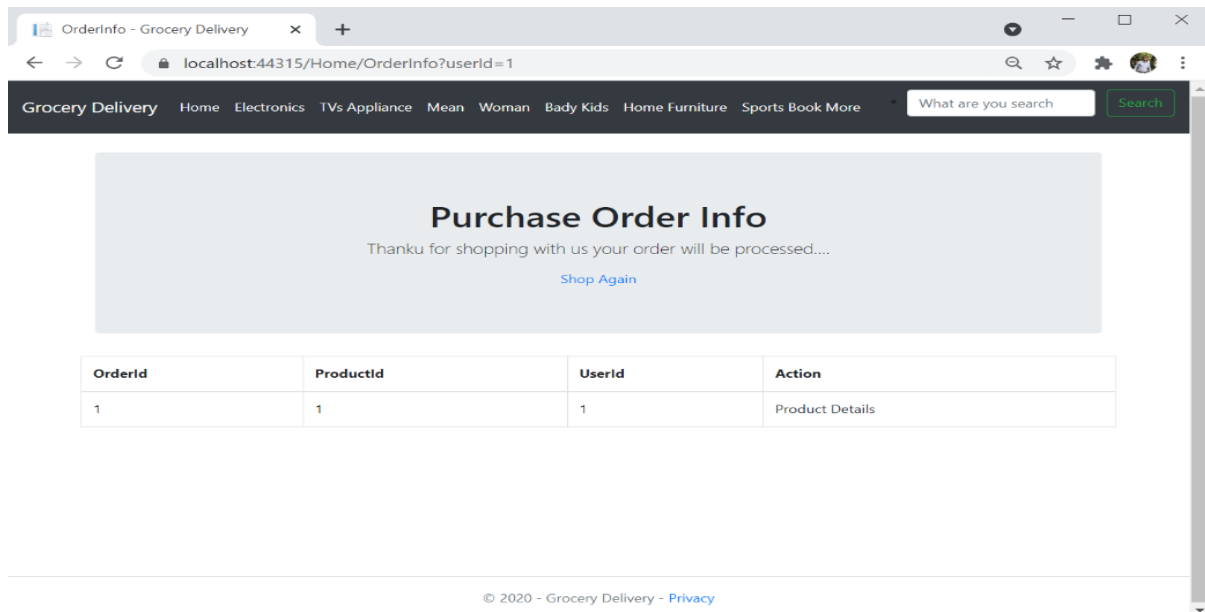 OrderInfo - Grocery Delivery
localhost:44315/Home/OrderInfo?userId=1
Grocery Delivery Home Electronics TVs Appliance Mean Woman Bady Kids Home Furniture Sports Book More What are you search Search
Purchase Order Info
Thanku for shopping with us your order will be processed....
Shop Again
OrderId ProductId UserId Action
1 1 1 Product Details
© 2020 - Grocery Delivery - Privacy